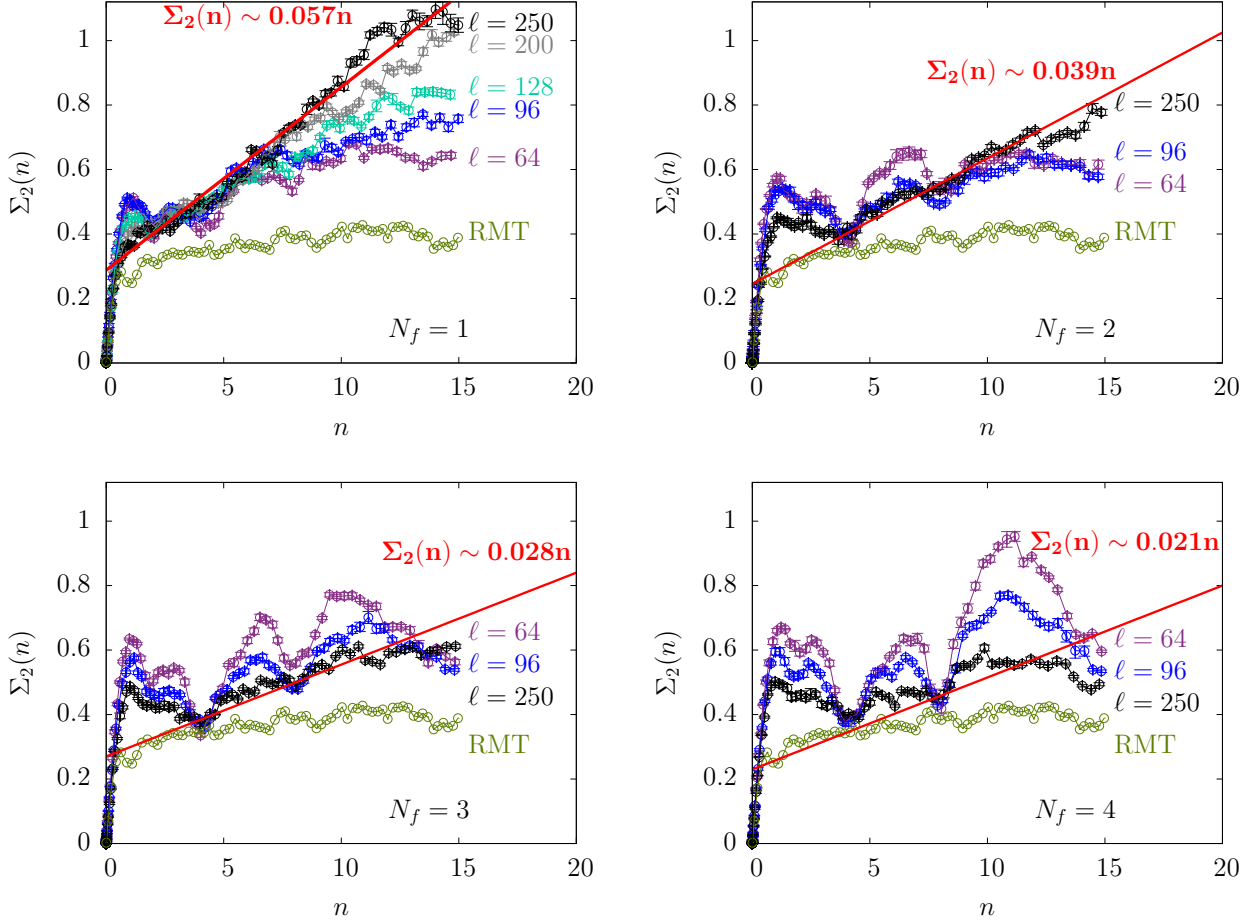 Σ₂(n) ∼ 0.057n
ℓ = 250
ℓ = 200
ℓ = 128
ℓ = 96
ℓ = 64
RMT
N_f = 1
Σ₂(n)
0
0.2
0.4
0.6
0.8
1
0 5 10 15 20
n
Σ₂(n) ∼ 0.039n
ℓ = 250
ℓ = 96
ℓ = 64
RMT
N_f = 2
Σ₂(n)
0
0.2
0.4
0.6
0.8
1
0 5 10 15 20
n
Σ₂(n) ∼ 0.028n
ℓ = 64
ℓ = 96
ℓ = 250
RMT
N_f = 3
Σ₂(n)
0
0.2
0.4
0.6
0.8
1
0 5 10 15 20
n
Σ₂(n) ∼ 0.021n
ℓ = 64
ℓ = 96
ℓ = 250
RMT
N_f = 4
Σ₂(n)
0
0.2
0.4
0.6
0.8
1
0 5 10 15 20
n